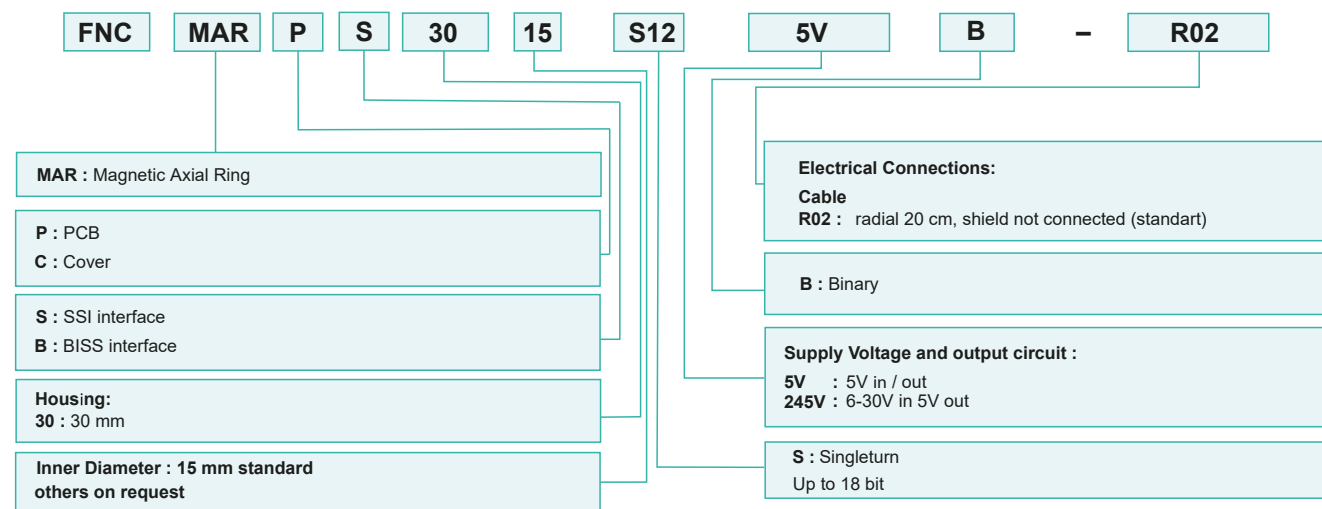 FNC MAR P S 30 15 S12 5V B – R02
MAR : Magnetic Axial Ring
P : PCB
C : Cover
S : SSI interface
B : BISS interface
Housing:
30 : 30 mm
Inner Diameter : 15 mm standard
others on request
Electrical Connections:
Cable
R02 : radial 20 cm, shield not connected (standart)
B : Binary
Supply Voltage and output circuit :
5V : 5V in / out
245V : 6-30V in 5V out
S : Singleturn
Up to 18 bit